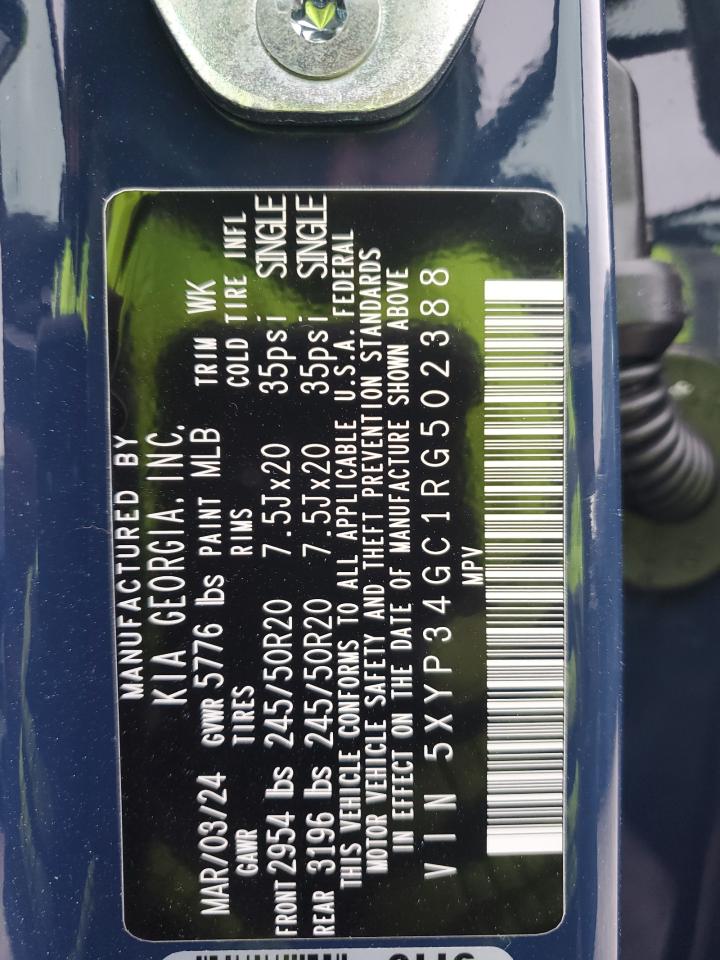 MANUFACTURED BY
KIA GEORGIA, INC.
MAR/03/24 GVWR 5776 lbs PAINT MLB TRIM WK
GAWR TIRES RIMS COLD TIRE INFL
FRONT 2954 lbs 245/50R20 7.5Jx20 35psi SINGLE
REAR 3196 lbs 245/50R20 7.5Jx20 35psi SINGLE
THIS VEHICLE CONFORMS TO ALL APPLICABLE U.S.A. FEDERAL
MOTOR VEHICLE SAFETY AND THEFT PREVENTION STANDARDS
IN EFFECT ON THE DATE OF MANUFACTURE SHOWN ABOVE
VIN 5XYP34GC1RG502388
MPV